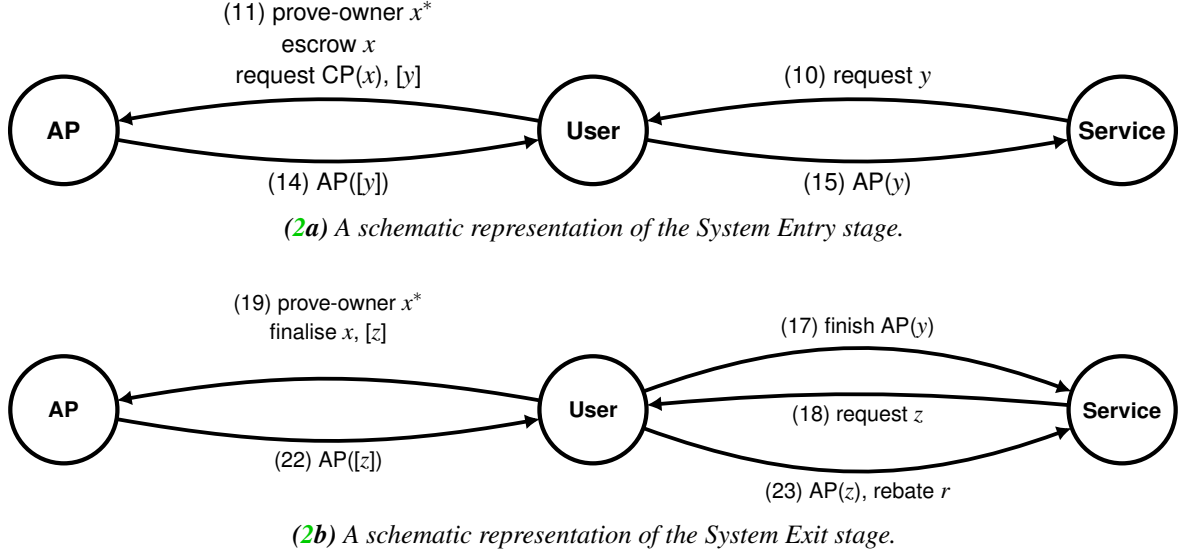 (11) prove-owner x*
escrow x
request CP(x), [y]
(10) request y
AP
User
Service
(14) AP([y])
(15) AP(y)
(2a) A schematic representation of the System Entry stage.
(19) prove-owner x*
finalise x, [z]
(17) finish AP(y)
AP
User
Service
(18) request z
(22) AP([z])
(23) AP(z), rebate r
(2b) A schematic representation of the System Exit stage.